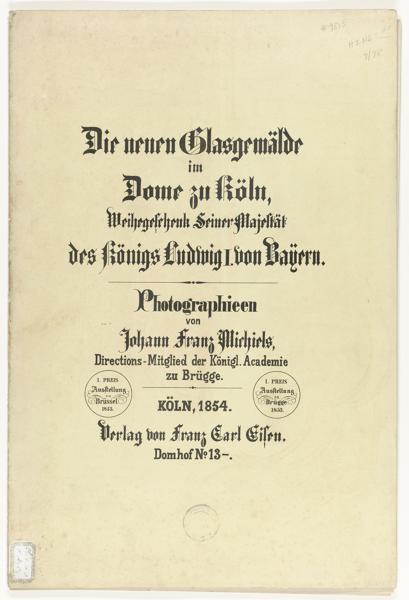 Die neuen Glasgemälde
im
Dome zu Köln,
Weihegeschenk Seiner Majestät
des Königs Ludwig I. von Bayern.
Photographieen
von
Johann Franz Michiels,
Directions-Mitglied der Königl. Academie
zu Brügge.
I. PREIS
Ausstellung
Brüssel
1853.
I. PREIS
Ausstellung
Brügge
1853.
KÖLN, 1854.
Verlag von Franz Carl Eisen.
Domhof No 13-.